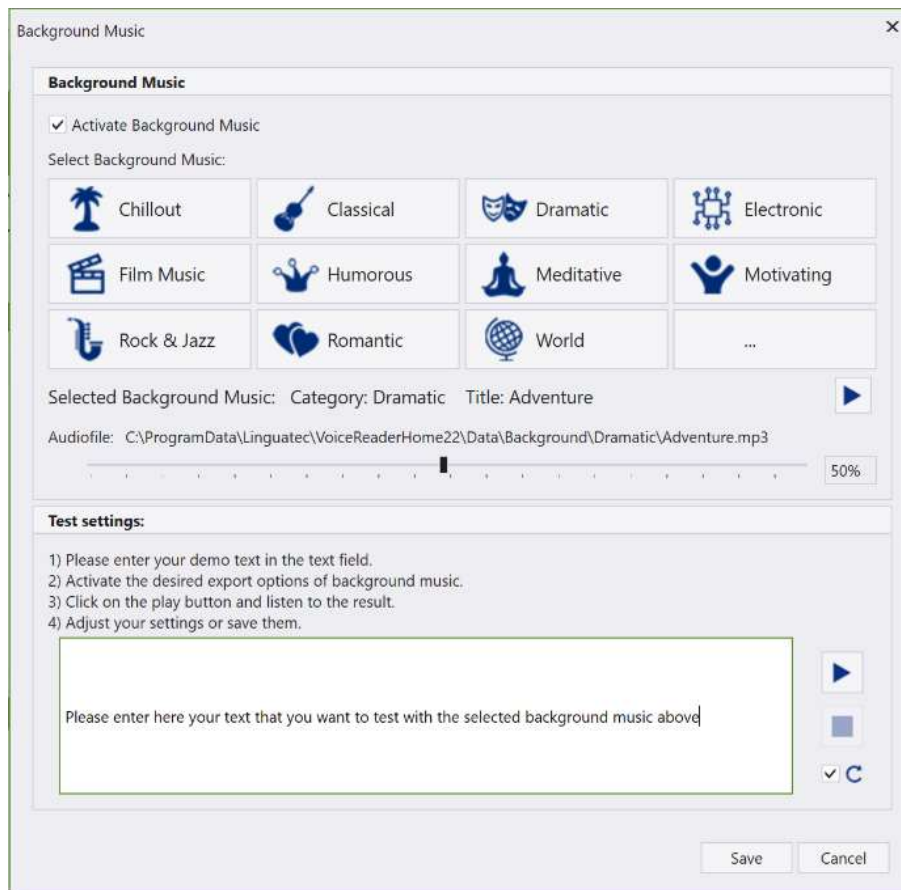 Background Music
Background Music
Activate Background Music
Select Background Music:
Chillout Classical Dramatic Electronic
Film Music Humorous Meditative Motivating
Rock & Jazz Romantic World ...
Selected Background Music: Category: Dramatic Title: Adventure
Audiofile: C:\ProgramData\Linguatec\VoiceReaderHome22\Data\Background\Dramatic\Adventure.mp3
50%
Test settings:
1) Please enter your demo text in the text field.
2) Activate the desired export options of background music.
3) Click on the play button and listen to the result.
4) Adjust your settings or save them.
Please enter here your text that you want to test with the selected background music above
Save Cancel